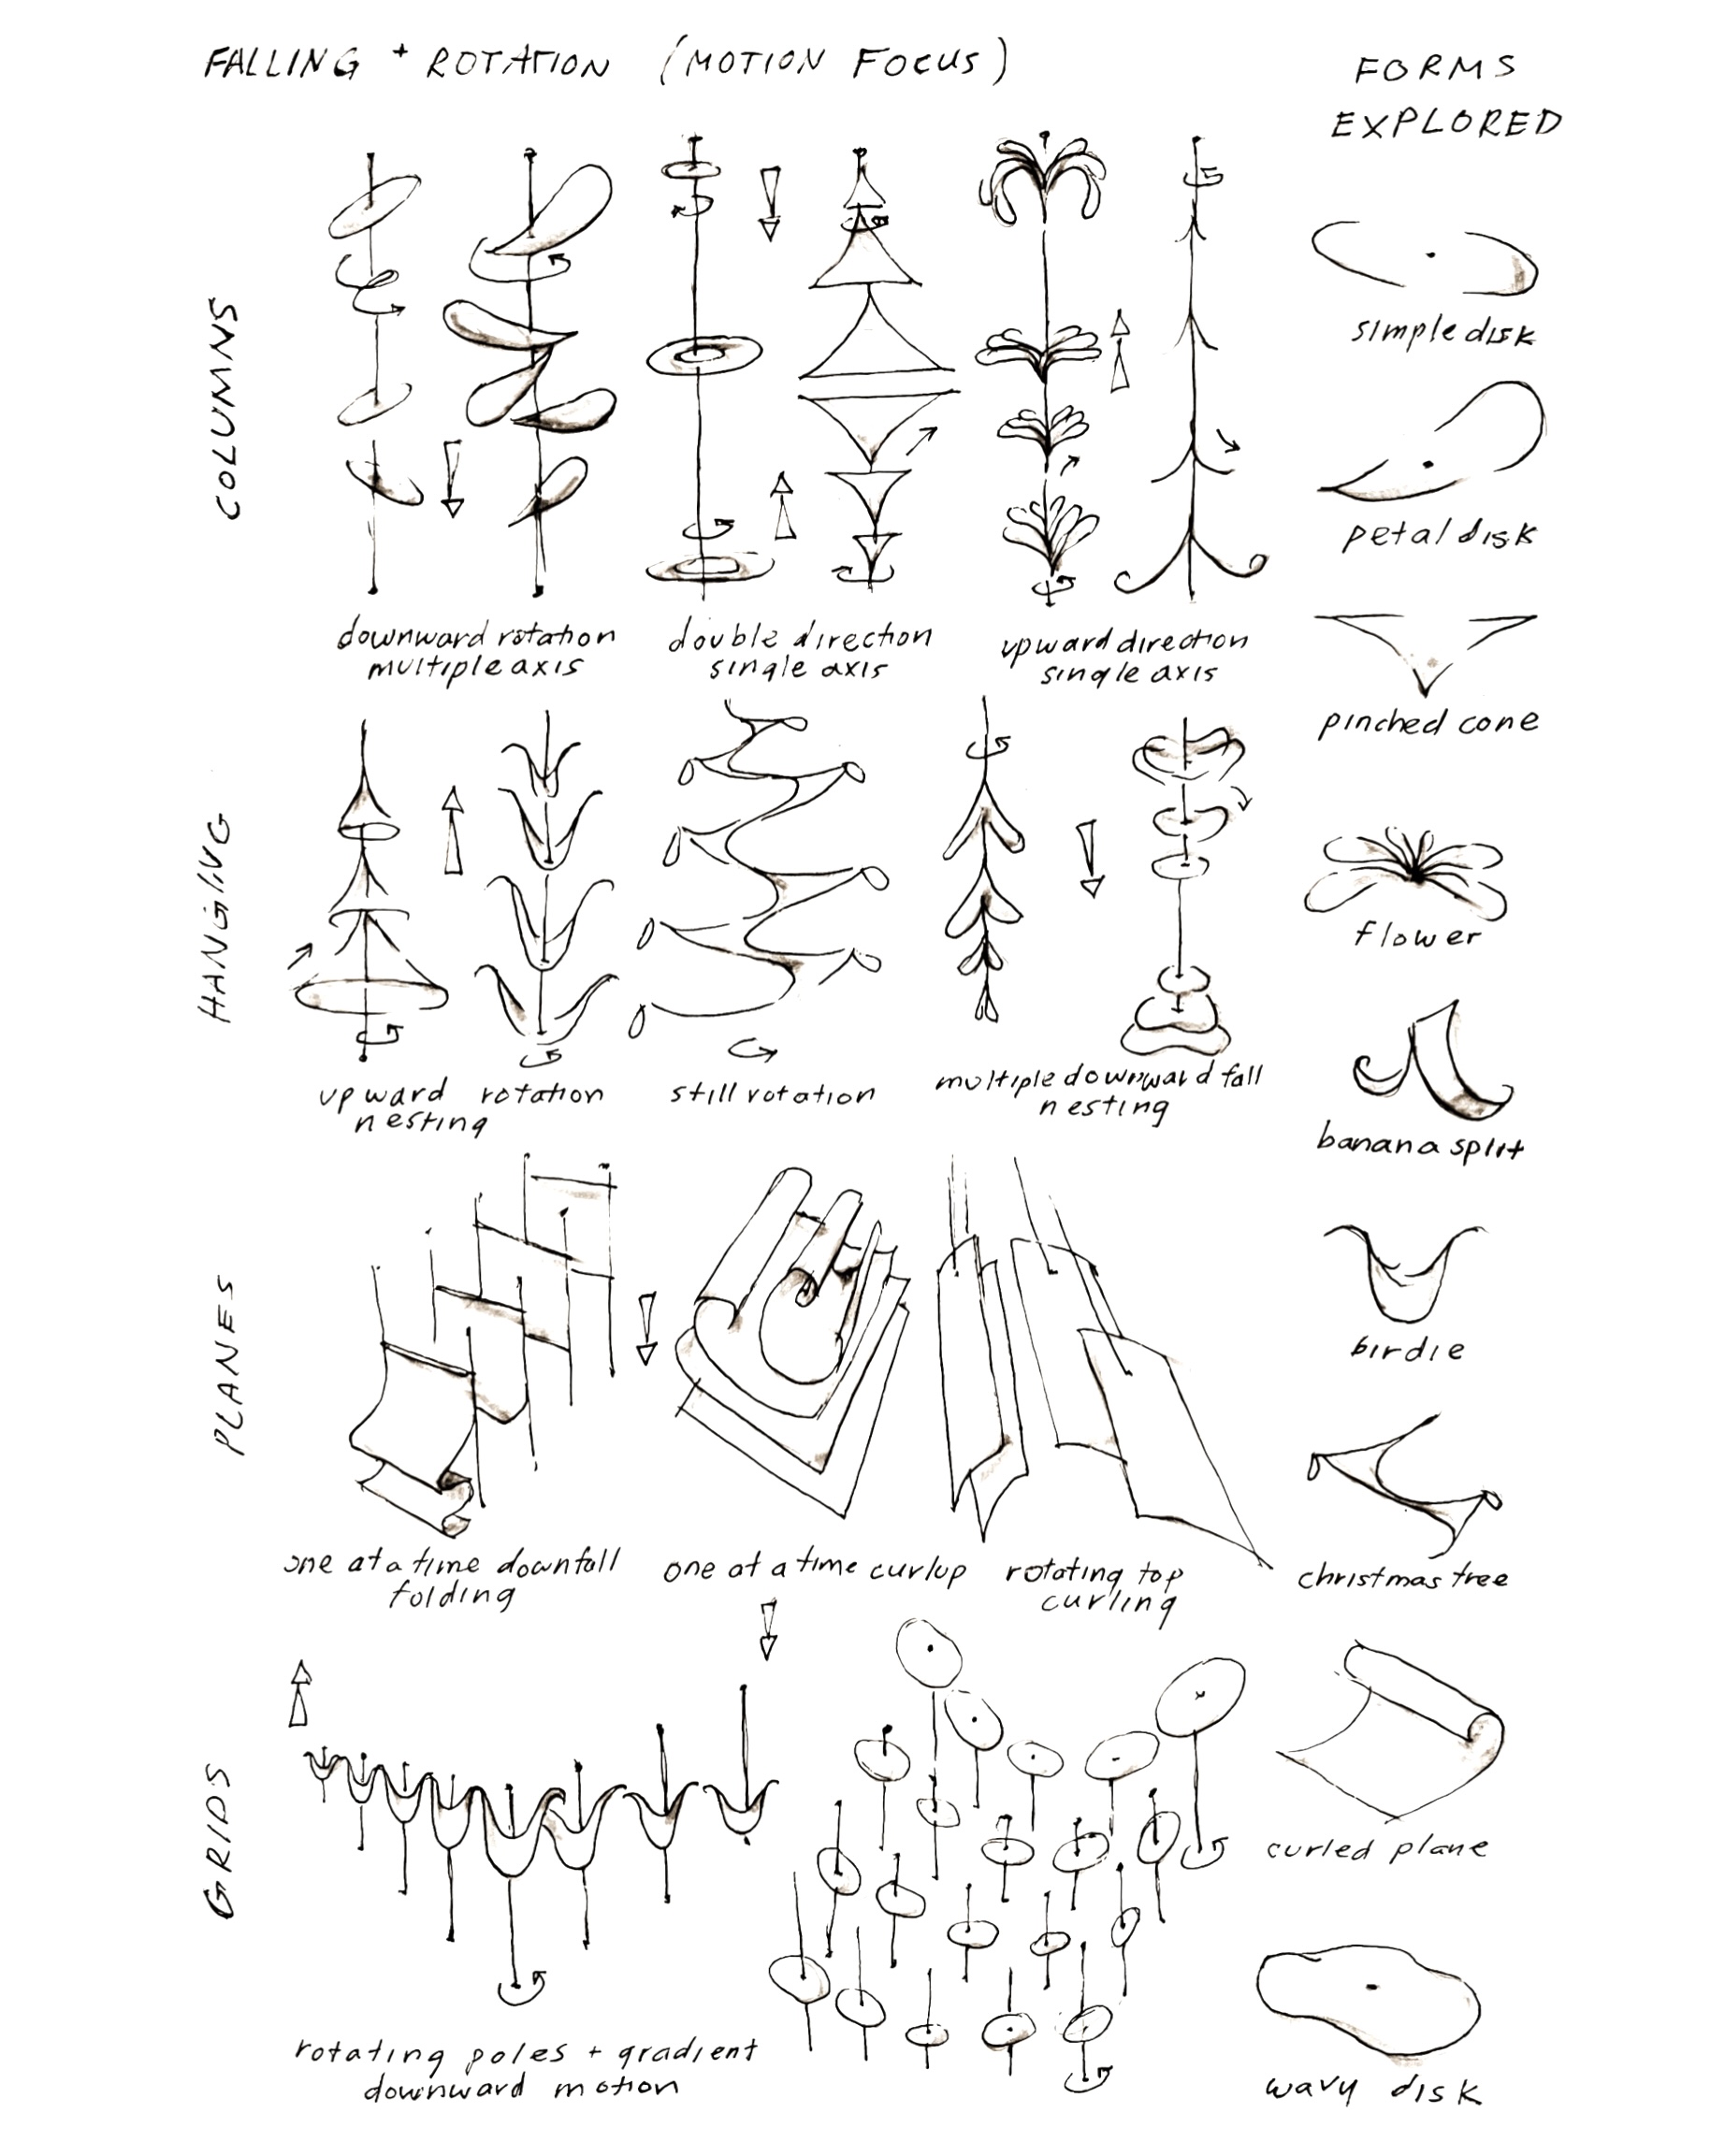 FALLING + ROTATION (MOTION FOCUS)
FORMS
EXPLORED
COLUMNS
downward rotation
multiple axis
double direction
single axis
upward direction
single axis
simple disk
petal disk
pinched cone
flower
banana split
birdie
christmas tree
curled plane
wavy disk
HANGING
upward rotation
nesting
still rotation
multiple downward fall
nesting
PLANES
one at a time downfall
folding
one at a time curlup
rotating top
curling
GRIDS
rotating poles + gradient
downward motion